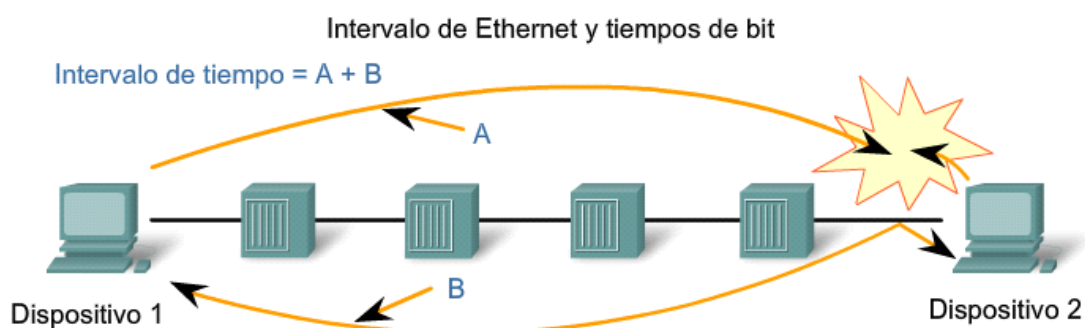 Intervalo de Ethernet y tiempos de bit
Intervalo de tiempo = A + B
A
B
Dispositivo 1
Dispositivo 2